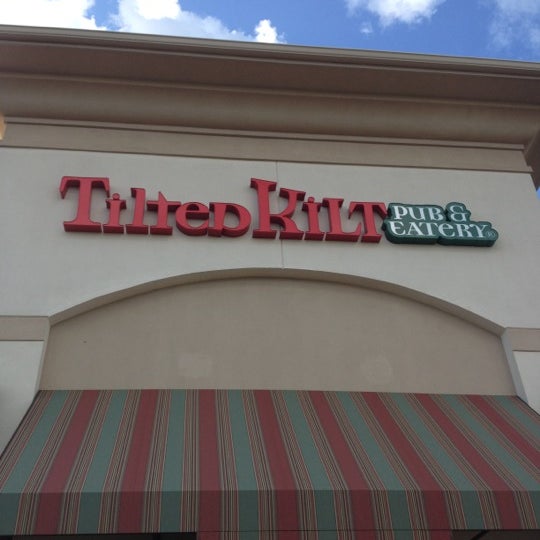 Tilted Kilt
PUB &
EATERY®